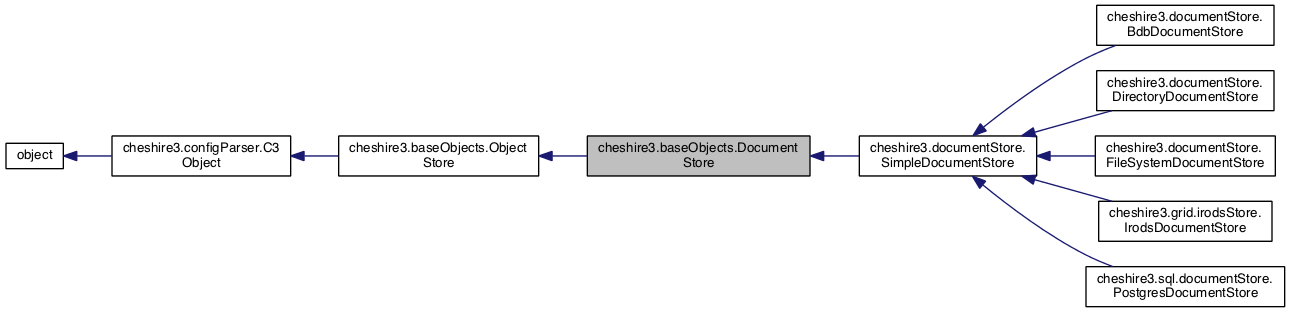 object
cheshire3.configParser.C3
Object
cheshire3.baseObjects.Object
Store
cheshire3.baseObjects.Document
Store
cheshire3.documentStore.
SimpleDocumentStore
cheshire3.documentStore.
BdbDocumentStore
cheshire3.documentStore.
DirectoryDocumentStore
cheshire3.documentStore.
FileSystemDocumentStore
cheshire3.grid.irodsStore.
IrodsDocumentStore
cheshire3.sql.documentStore.
PostgresDocumentStore